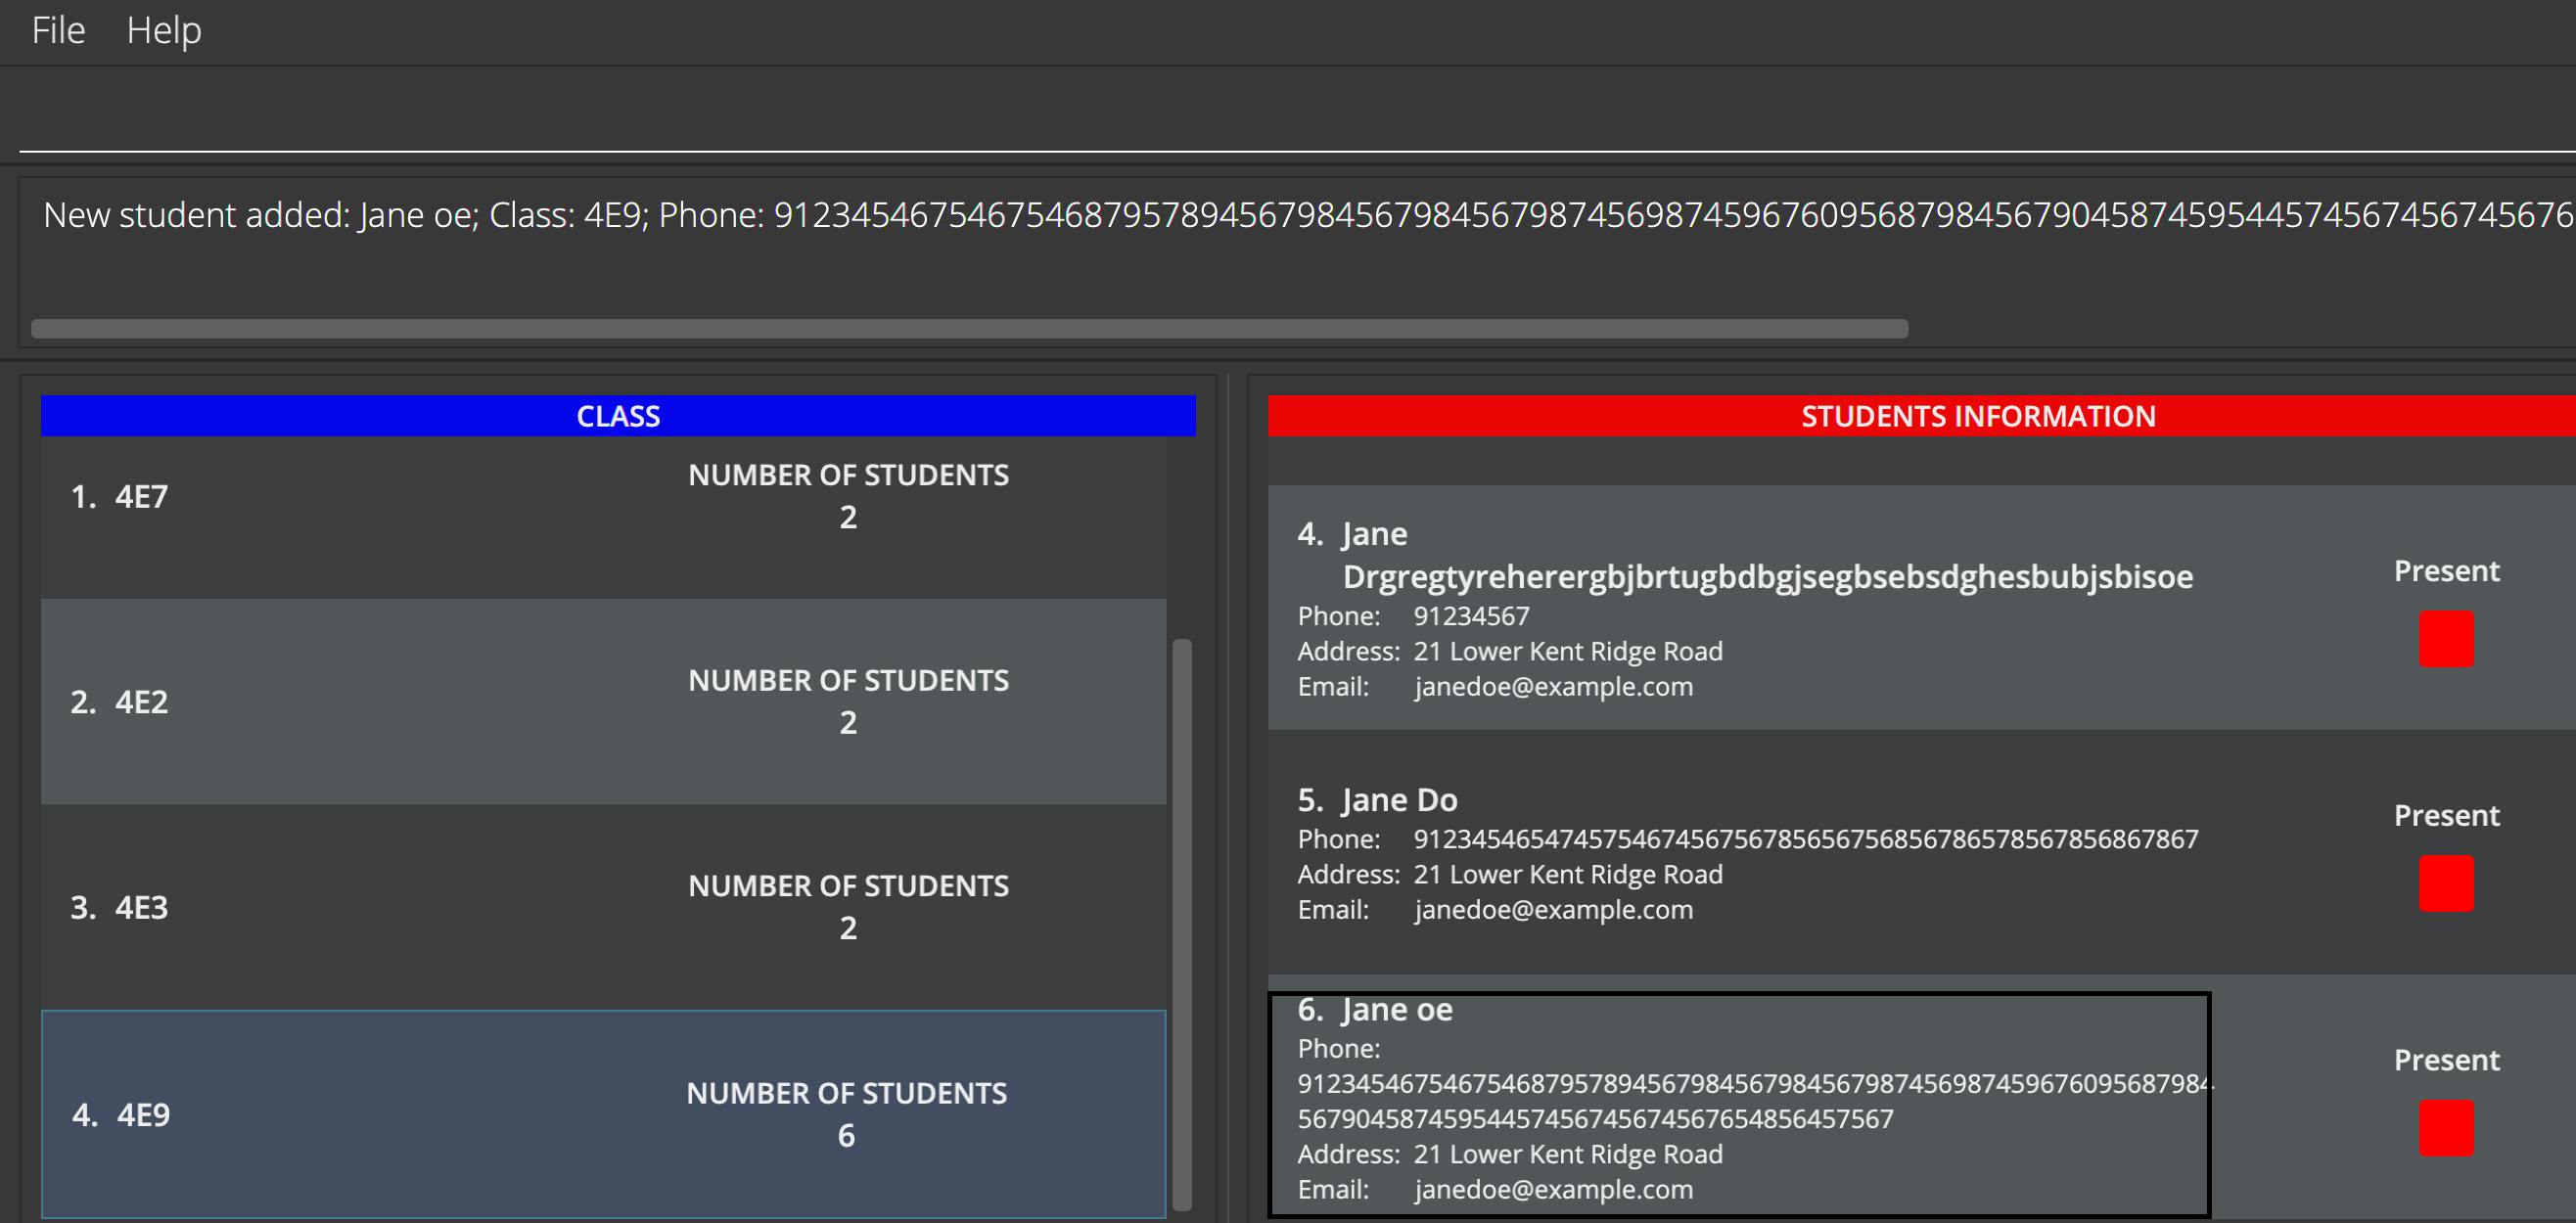 File Help
New student added: Jane oe; Class: 4E9; Phone: 912345467546754687957894567984567984567987456987459676095687984567904587459544574567456745676
CLASS
1. 4E7
NUMBER OF STUDENTS
2
2. 4E2
NUMBER OF STUDENTS
2
3. 4E3
NUMBER OF STUDENTS
2
4. 4E9
NUMBER OF STUDENTS
6
STUDENTS INFORMATION
4. Jane
Drgregtyreherergbjbrtugbdbgjsegbsebsdghesbubjsbisoe
Phone: 91234567
Address: 21 Lower Kent Ridge Road
Email: janedoe@example.com
Present
5. Jane Do
Phone: 912345465474575467456756785656756856786578567856867867
Address: 21 Lower Kent Ridge Road
Email: janedoe@example.com
Present
6. Jane oe
Phone:
912345467546754687957894567984567984567987456987459676095687984
56790458745954457456745674567654856457567
Address: 21 Lower Kent Ridge Road
Email: janedoe@example.com
Present